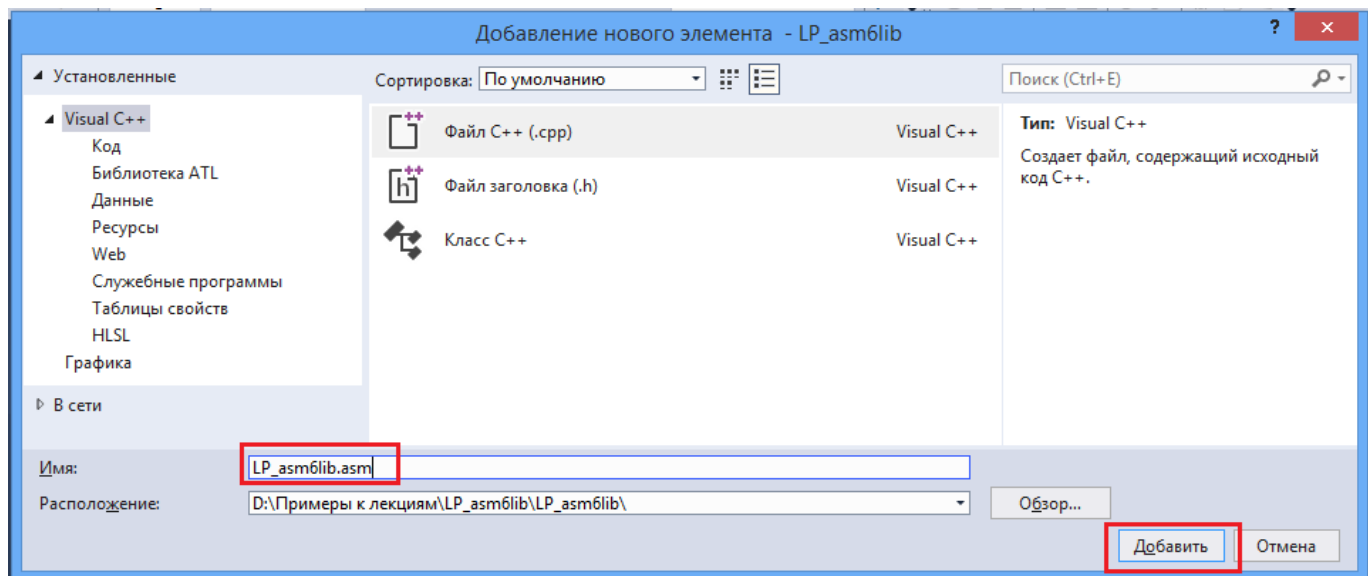 Добавление нового элемента - LP_asm6lib
?
Установленные
Visual C++
Код
Библиотека ATL
Данные
Ресурсы
Web
Служебные программы
Таблицы свойств
HLSL
Графика
В сети
Сортировка: По умолчанию
Файл C++ (.cpp) Visual C++
Файл заголовка (.h) Visual C++
Класс C++ Visual C++
Поиск (Ctrl+E)
Тип: Visual C++
Создает файл, содержащий исходный
код C++.
Имя: LP_asm6lib.asm
Расположение: D:\Примеры к лекциям\LP_asm6lib\LP_asm6lib\
Обзор...
Добавить Отмена